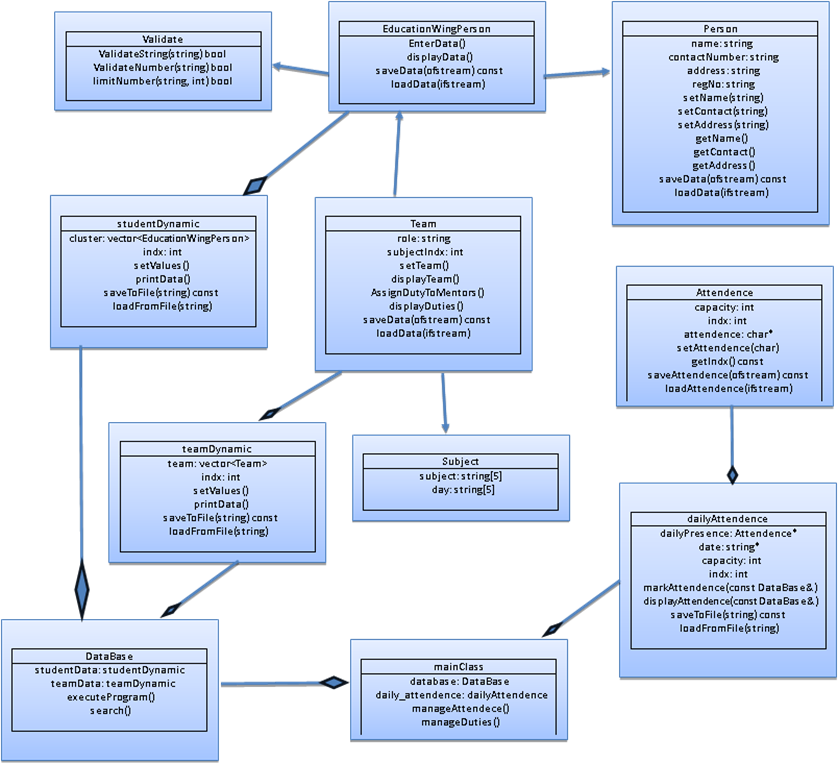 Validate
ValidateString(string) bool
ValidateNumber(string) bool
limitNumber(string, int) bool
EducationWingPerson
EnterData()
displayData()
saveData(ofstream) const
loadData(ifstream)
Person
name: string
contactNumber: string
address: string
regNo: string
setName(string)
setContact(string)
setAddress(string)
getName()
getContact()
getAddress()
saveData(ofstream) const
loadData(ifstream)
studentDynamic
cluster: vector<EducationWingPerson>
indx: int
setValues()
printData()
saveToFile(string) const
loadFromFile(string)
Team
role: string
subjectIndx: int
setTeam()
displayTeam()
AssignDutyToMentors()
displayDuties()
saveData(ofstream) const
loadData(ifstream)
Attendence
capacity: int
indx: int
attendence: char*
setAttendence(char)
getIndx() const
saveAttendence(ofstream) const
loadAttendence(ifstream)
teamDynamic
team: vector<Team>
indx: int
setValues()
printData()
saveToFile(string) const
loadFromFile(string)
Subject
subject: string[5]
day: string[5]
dailyAttendence
dailyPresence: Attendence*
date: string*
capacity: int
indx: int
markAttendence(const DataBase&)
displayAttendence(const DataBase&)
saveToFile(string) const
loadFromFile(string)
DataBase
studentData: studentDynamic
teamData: teamDynamic
executeProgram()
search()
mainClass
database: DataBase
daily_attendence: dailyAttendence
manageAttendece()
manageDuties()